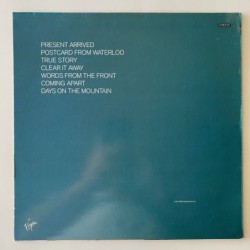 PRESENT ARRIVED
POSTCARD FROM WATERLOO
TRUE STORY
CLEAR IT AWAY
WORDS FROM THE FRONT
COMING APART
DAYS ON THE MOUNTAIN
Virgin